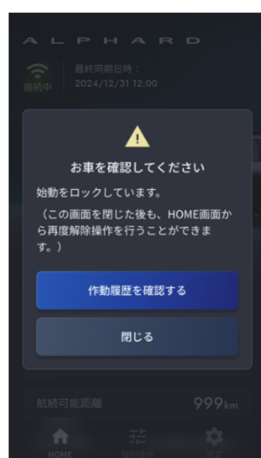 ALPHARD
最終同期日時：
接続中
2024/12/31 12:00
お車を確認してください
始動をロックしています。
（この画面を閉じた後も、HOME画面か
ら再度解除操作を行うことができま
す。）
作動履歴を確認する
閉じる
航続可能距離
999km
HOME